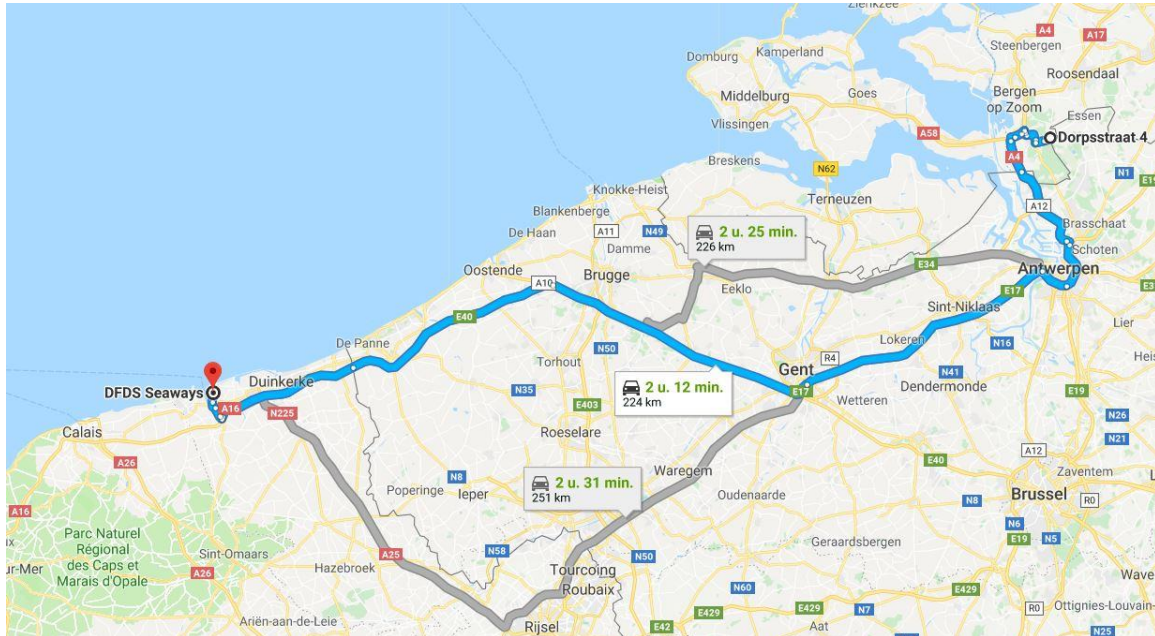 Zierikzee
Kamperland
Domburg
Middelburg
Goes
Vlissingen
A58
Breskens
N62
Terneuzen
A4
A17
Steenbergen
Roosendaal
Bergen
op Zoom
Essen
Dorpsstraat 4
A4
N1
E19
A12
Brasschaat
Schoten
Antwerpen
E34
E17
Sint-Niklaas
Lier
Knokke-Heist
Blankenberge
De Haan
A11
N49
Damme
2 u. 25 min.
226 km
Oostende
A10
Brugge
Eeklo
E40
De Panne
Torhout
N50
Lokeren
N16
Gent
R4
N41
Dendermonde
2 u. 12 min.
224 km
E17
Wetteren
DFDS Seaways
Duinkerke
A16
N225
N35
E403
Roeselare
Calais
A26
N8
Poperinge
Ieper
Waregem
2 u. 31 min.
251 km
Oudenaarde
E40
N26
N21
A12
Zaventem
Brussel
R0
N8
N6
E19
N5
Geraardsbergen
A16
Parc Naturel
Régional
des Caps et
Marais d'Opale
Sint-Omaars
A26
Hazebroek
A25
N58
N50
Tourcoing
Roubaix
N60
E429
E429
N7
Ariën-aan-de-Leie
Rijsel
E42
Aat
R0
Ottignies-Louvain-
N25